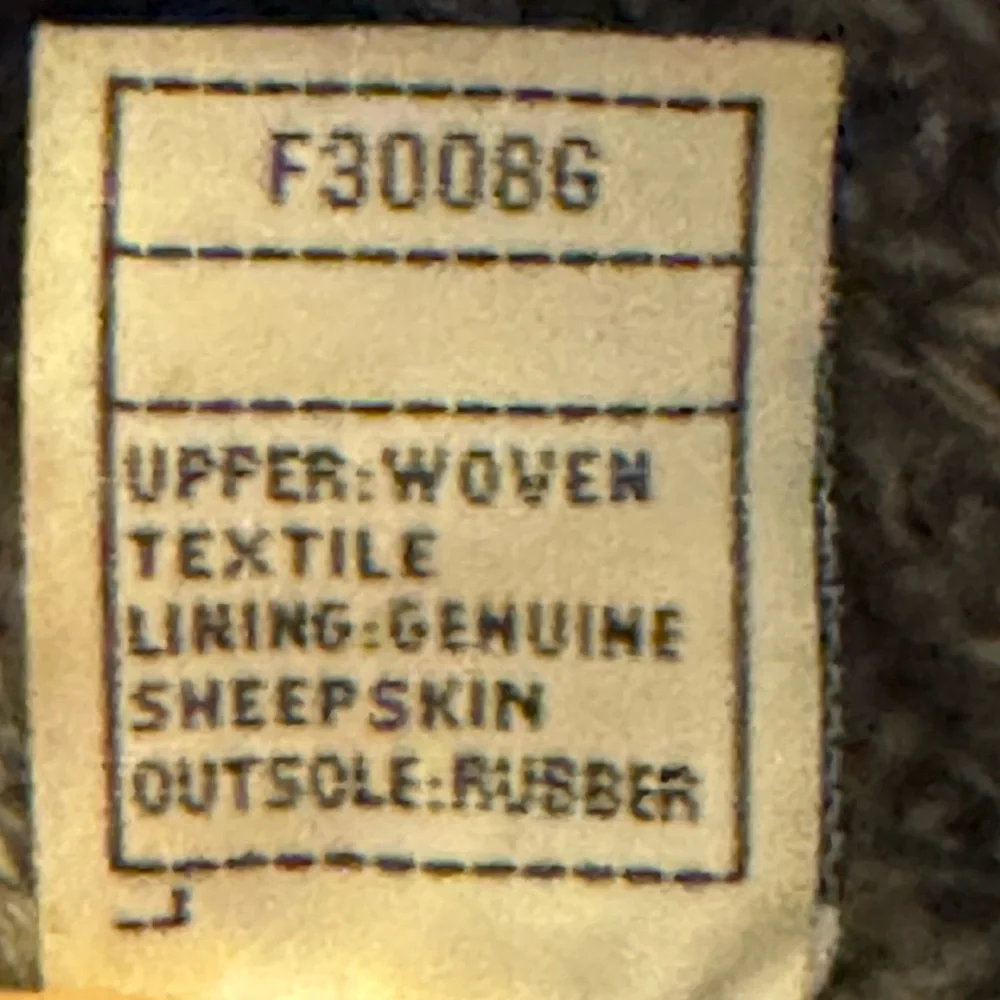 F3008G
UPPER:WOVEN
TEXTILE
LINING:GENUINE
SHEEPSKIN
OUTSOLE:RUBBER